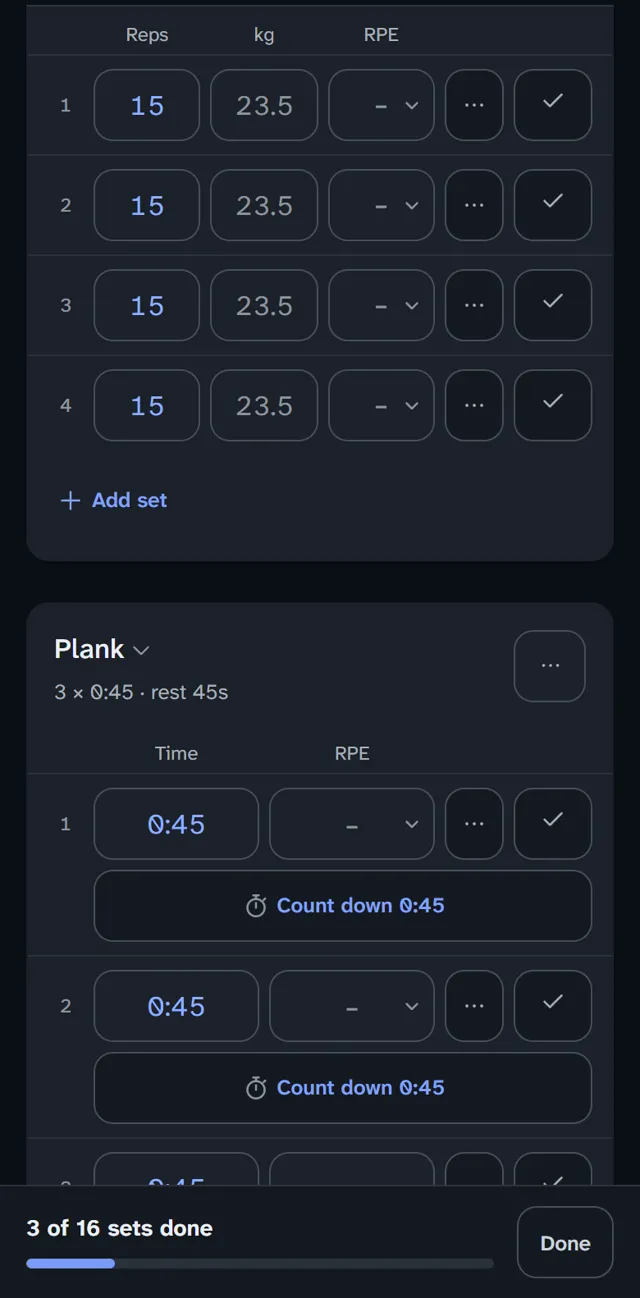 Reps kg RPE
1 15 23.5 - ...
2 15 23.5 - ...
3 15 23.5 - ...
4 15 23.5 - ...
+ Add set
Plank
3 × 0:45 · rest 45s
...
Time RPE
1 0:45 - ...
Count down 0:45
2 0:45 - ...
Count down 0:45
3 of 16 sets done
Done